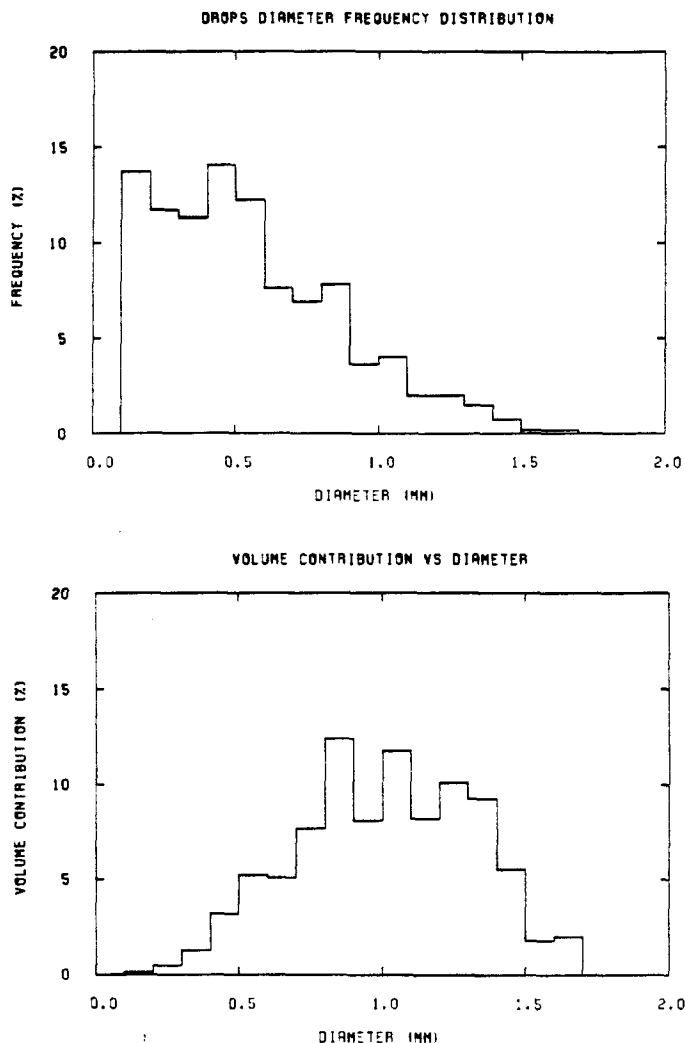 DROPS DIAMETER FREQUENCY DISTRIBUTION
20
15
10
5
0
FREQUENCY (%)
0.0 0.5 1.0 1.5 2.0
DIAMETER (MM)
VOLUME CONTRIBUTION VS DIAMETER
20
15
10
5
0
VOLUME CONTRIBUTION (%)
0.0 0.5 1.0 1.5 2.0
DIAMETER (MM)